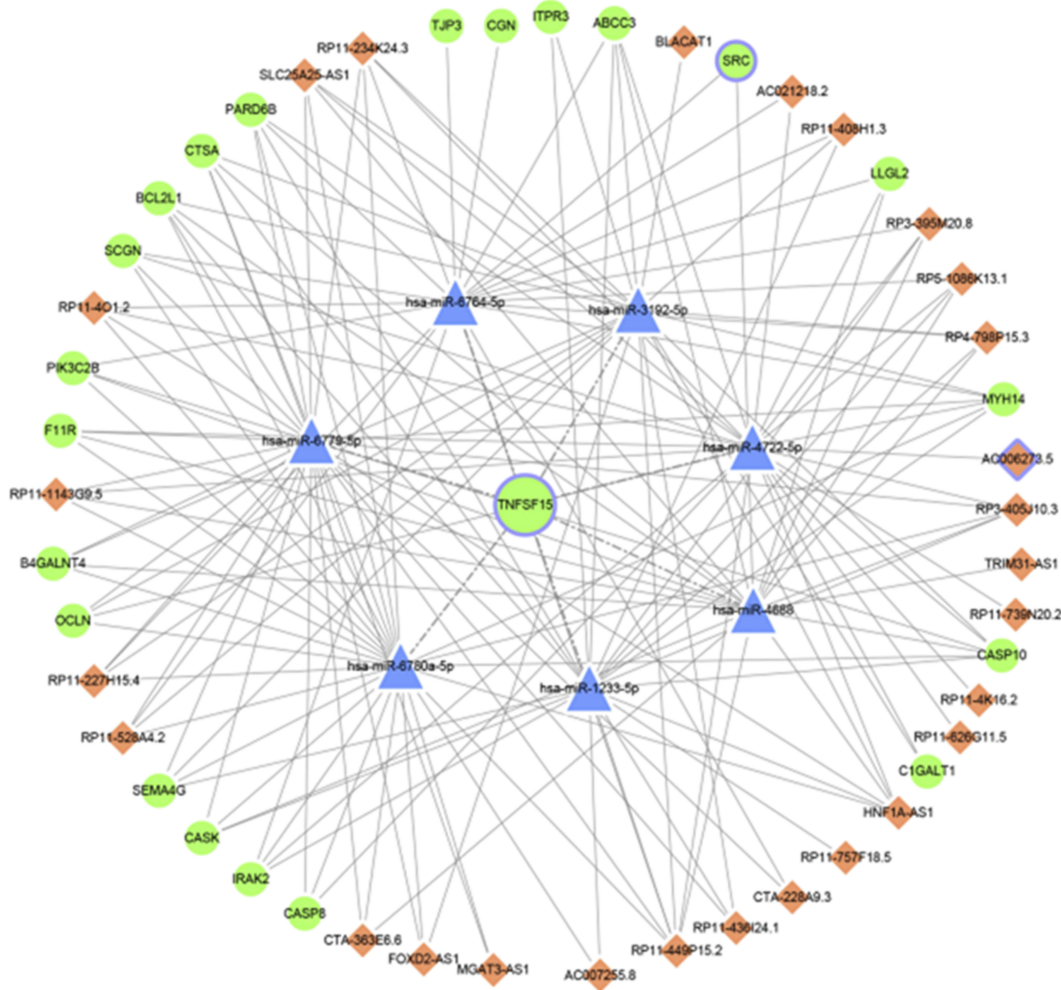 ITPR3
ABCC3
TJP3
CGN
BLACAT1
RP11-234K24.3
SRC
SLC25A25-AS1
AC021218.2
PARD6B
RP11-408H1.3
CTSA
LLGL2
BCL2L1
RP3-395M20.8
SCGN
RP5-1086K13.1
hsa-miR-6764-5p
RP11-4O1.2
hsa-miR-3192-5p
RP4-798P15.3
PIK3C2B
MYH14
F11R
hsa-miR-6779-5p
hsa-miR-4722-5p
AC006273.5
RP11-1143G9.5
TNFSF15
RP3-405J10.3
B4GALNT4
TRIM31-AS1
hsa-miR-4688
RP11-739N20.2
OCLN
CASP10
hsa-miR-6780a-5p
RP11-227H15.4
hsa-miR-1233-5p
RP11-4K16.2
RP11-528A4.2
RP11-626G11.5
C1GALT1
SEMA4G
HNF1A-AS1
CASK
RP11-757F18.5
IRAK2
CTA-228A9.3
CASP8
RP11-436I24.1
CTA-363E6.6
RP11-449P15.2
FOXD2-AS1
MGAT3-AS1
AC007255.8